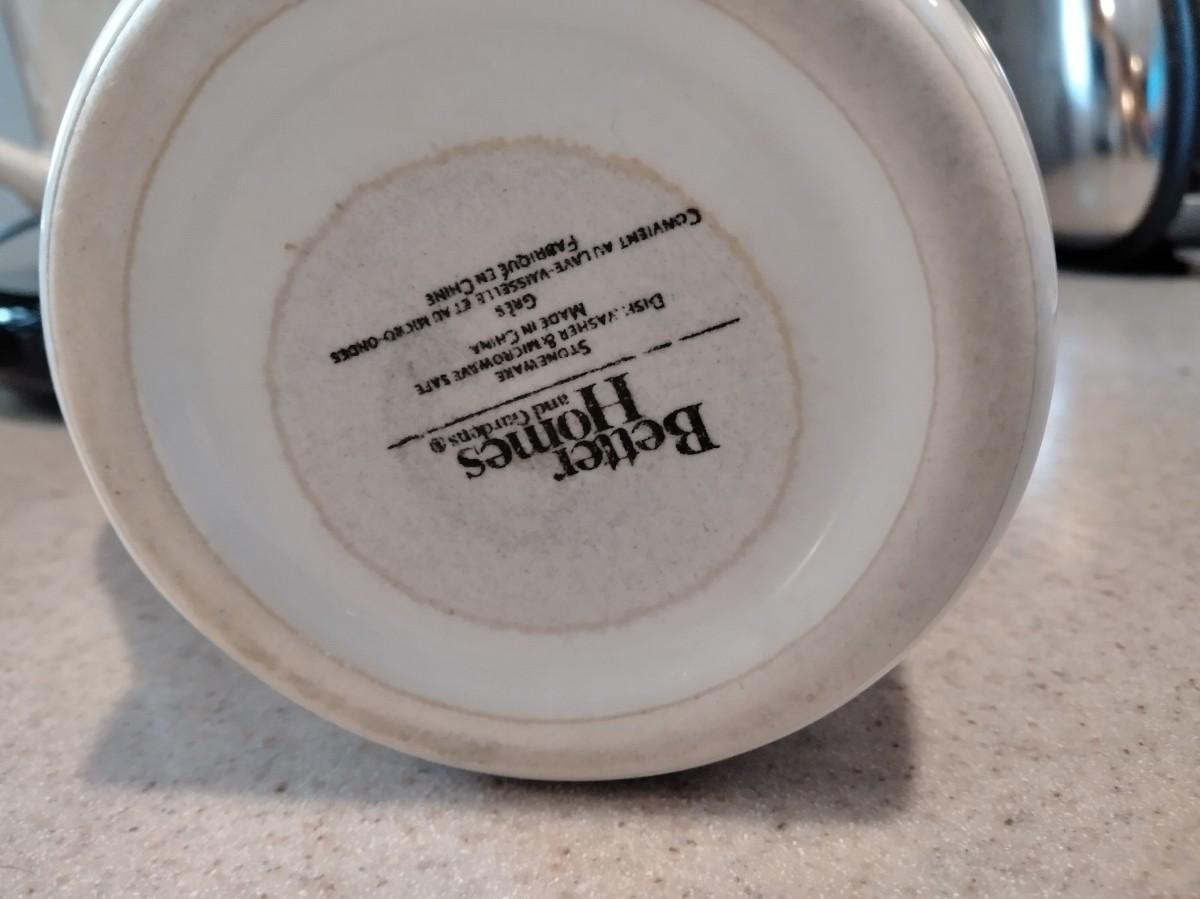 Better
Homes
and Gardens®
STONEWARE
DISHWASHER & MICROWAVE SAFE
MADE IN CHINA
GRÈS
CONVIENT AU LAVE-VAISSELLE ET AU MICRO-ONDES
FABRIQUÉ EN CHINE